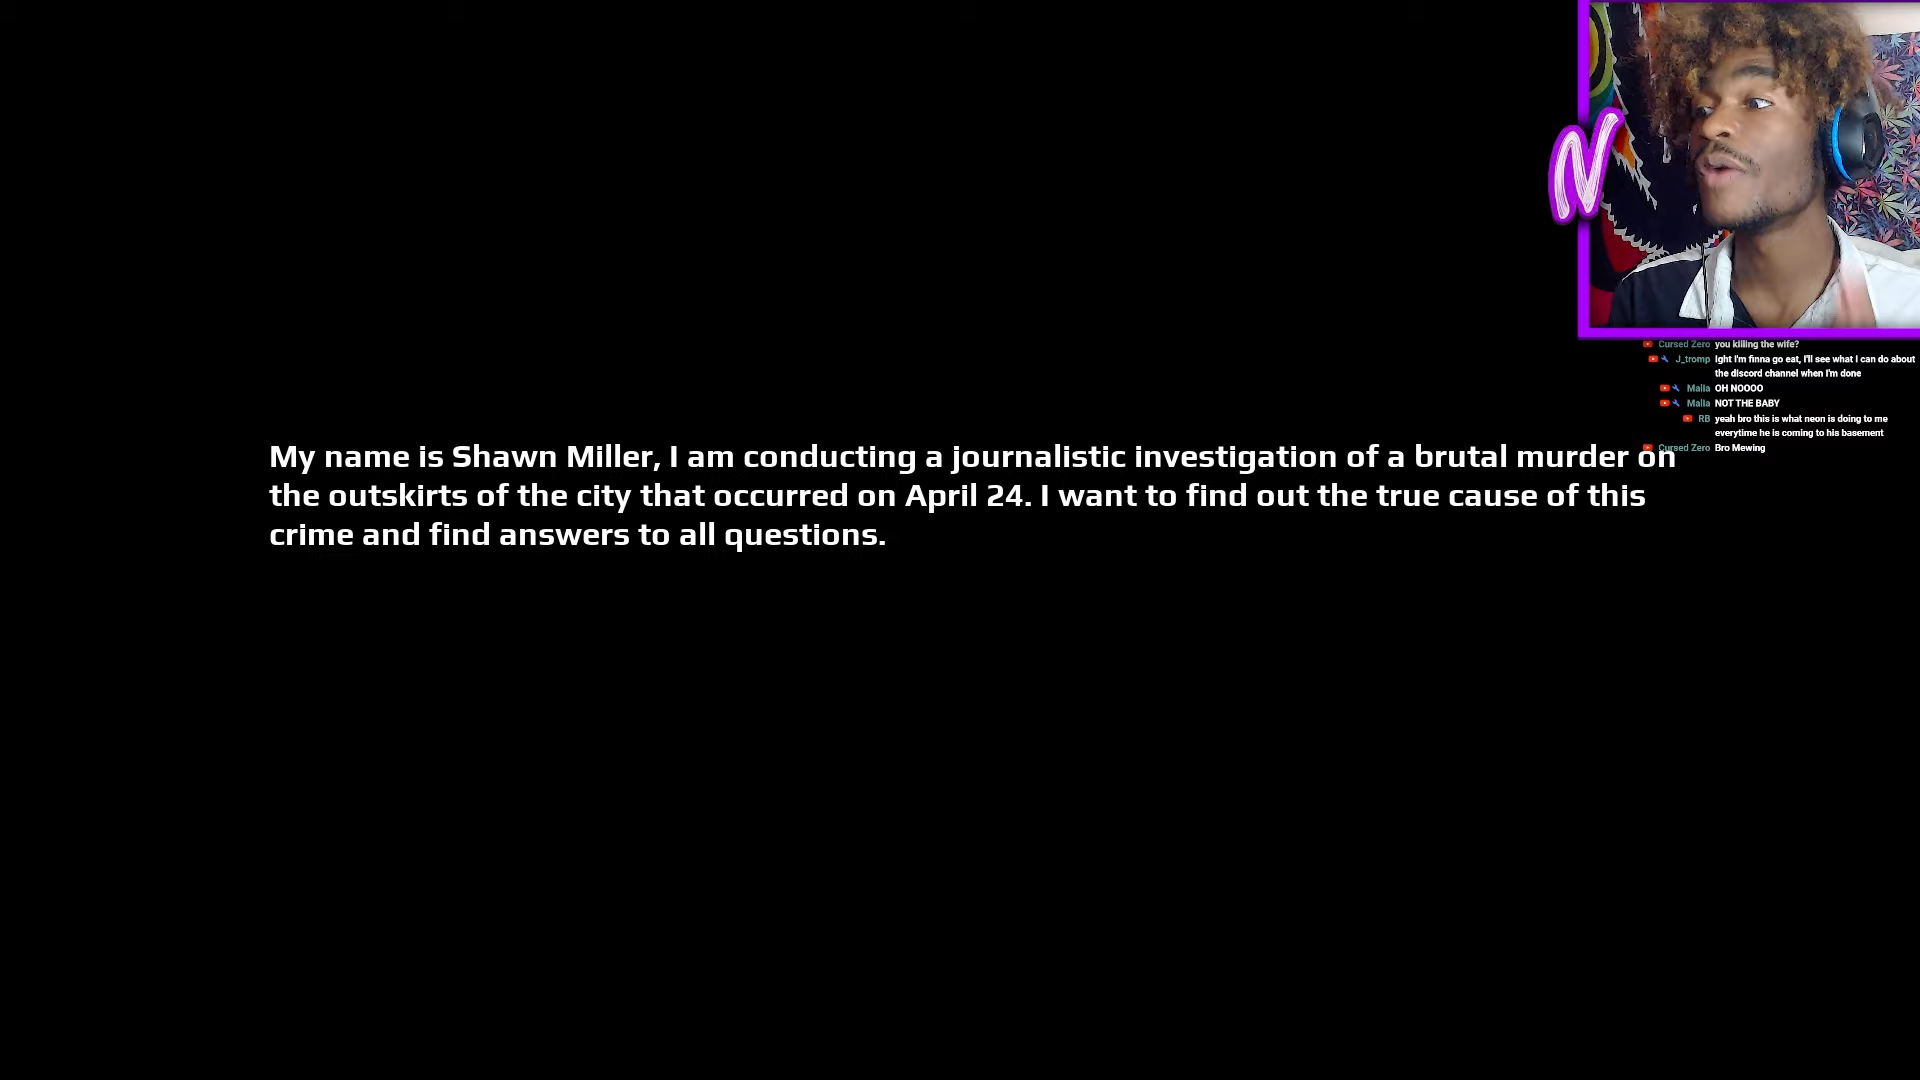 N
Cursed Zero you killing the wife?
J_tromp Ight I'm finna go eat, I'll see what I can do about
the discord channel when I'm done
Malia OH NOOOO
Malia NOT THE BABY
RB yeah bro this is what neon is doing to me
everytime he is coming to his basement
Cursed Zero Bro Mewing
My name is Shawn Miller, I am conducting a journalistic investigation of a brutal murder on
the outskirts of the city that occurred on April 24. I want to find out the true cause of this
crime and find answers to all questions.